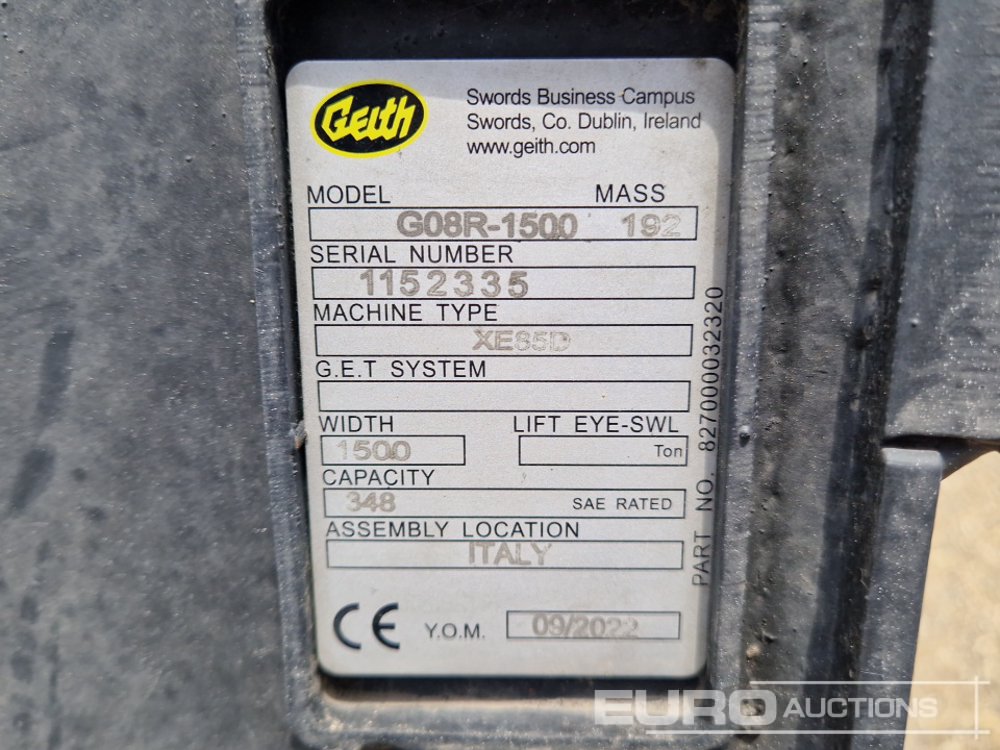 Geith
Swords Business Campus
Swords, Co. Dublin, Ireland
www.geith.com
MODEL MASS
G08R-1500 192
SERIAL NUMBER
1152335
MACHINE TYPE
XE85D
G.E.T SYSTEM
WIDTH LIFT EYE-SWL
1500 Ton
CAPACITY
348 SAE RATED
ASSEMBLY LOCATION
ITALY
CE Y.O.M. 09/2022
PART NO. 827000032320
EURO AUCTIONS